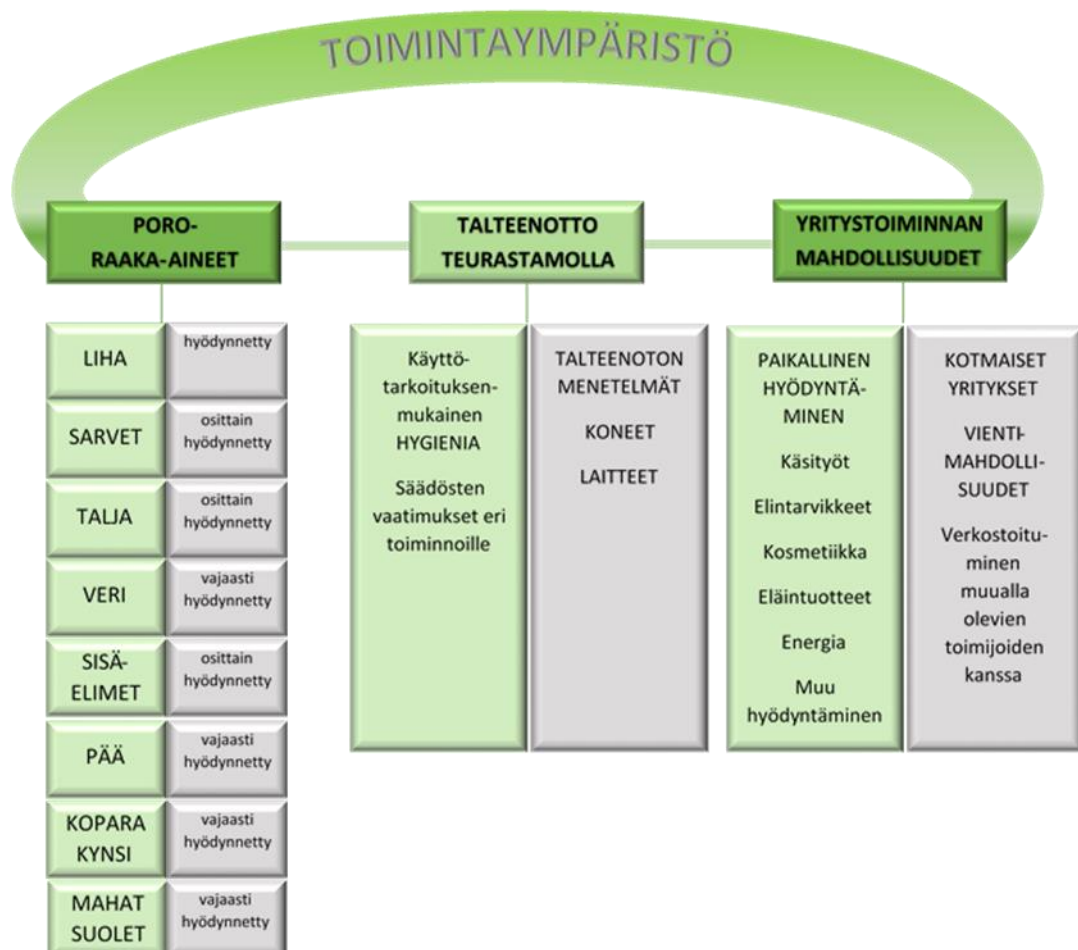 TOIMINTAYMPÄRISTÖ
PORO-
RAAKA-AINEET
TALTEENOTTO
TEURASTAMOLLA
YRITYSTOIMINNAN
MAHDOLLISUUDET
LIHA
hyödynnetty
SARVET
osittain
hyödynnetty
TALJA
osittain
hyödynnetty
VERI
vajaasti
hyödynnetty
SISÄ-
ELIMET
osittain
hyödynnetty
PÄÄ
vajaasti
hyödynnetty
KOPARA
KYNSI
vajaasti
hyödynnetty
MAHAT
SUOLET
vajaasti
hyödynnetty
Käyttö-
tarkoituksen-
mukainen
HYGIENIA
Säädösten
vaatimukset eri
toiminnoille
TALTEENOTON
MENETELMÄT
KONEET
LAITTEET
PAIKALLINEN
HYÖDYNTÄ-
MINEN
Käsityöt
Elintarvikkeet
Kosmetiikka
Eläintuotteet
Energia
Muu
hyödyntäminen
KOTMAISET
YRITYKSET
VIENTI-
MAHDOLLI-
SUUDET
Verkostoitu-
minen
muualla
olevien
toimijoiden
kanssa